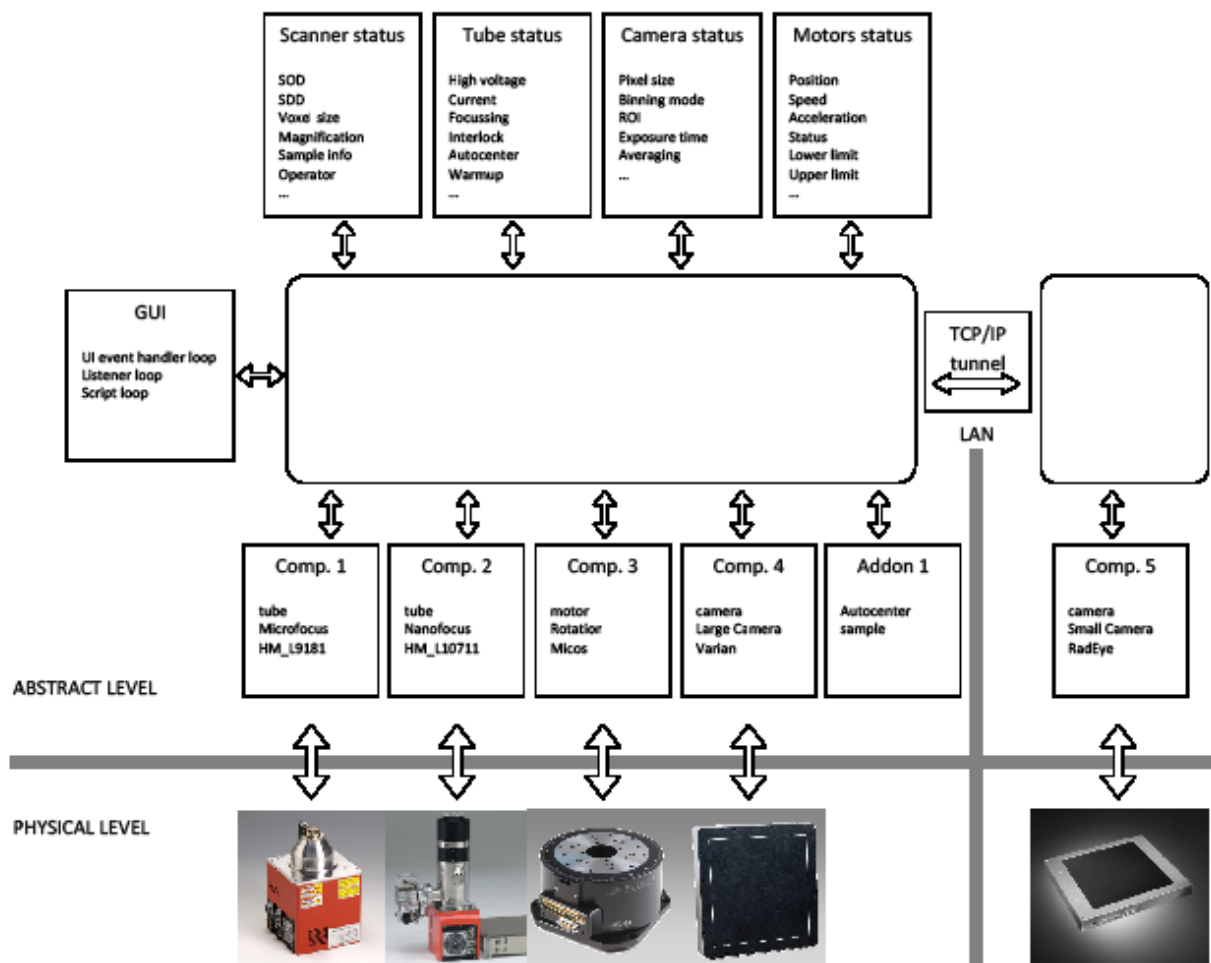 Scanner status
SOD
SDD
Voxel size
Magnification
Sample info
Operator
...
Tube status
High voltage
Current
Focussing
Interlock
Autocenter
Warmup
...
Camera status
Pixel size
Binning mode
ROI
Exposure time
Averaging
...
Motors status
Position
Speed
Acceleration
Status
Lower limit
Upper limit
...
GUI
UI event handler loop
Listener loop
Script loop
TCP/IP
tunnel
LAN
Comp. 1
tube
Microfocus
HM_L9181
Comp. 2
tube
Nanofocus
HM_L10711
Comp. 3
motor
Rotation
Micos
Comp. 4
camera
Large Camera
Varian
Addon 1
Autocenter
sample
Comp. 5
camera
Small Camera
RadEye
ABSTRACT LEVEL
PHYSICAL LEVEL